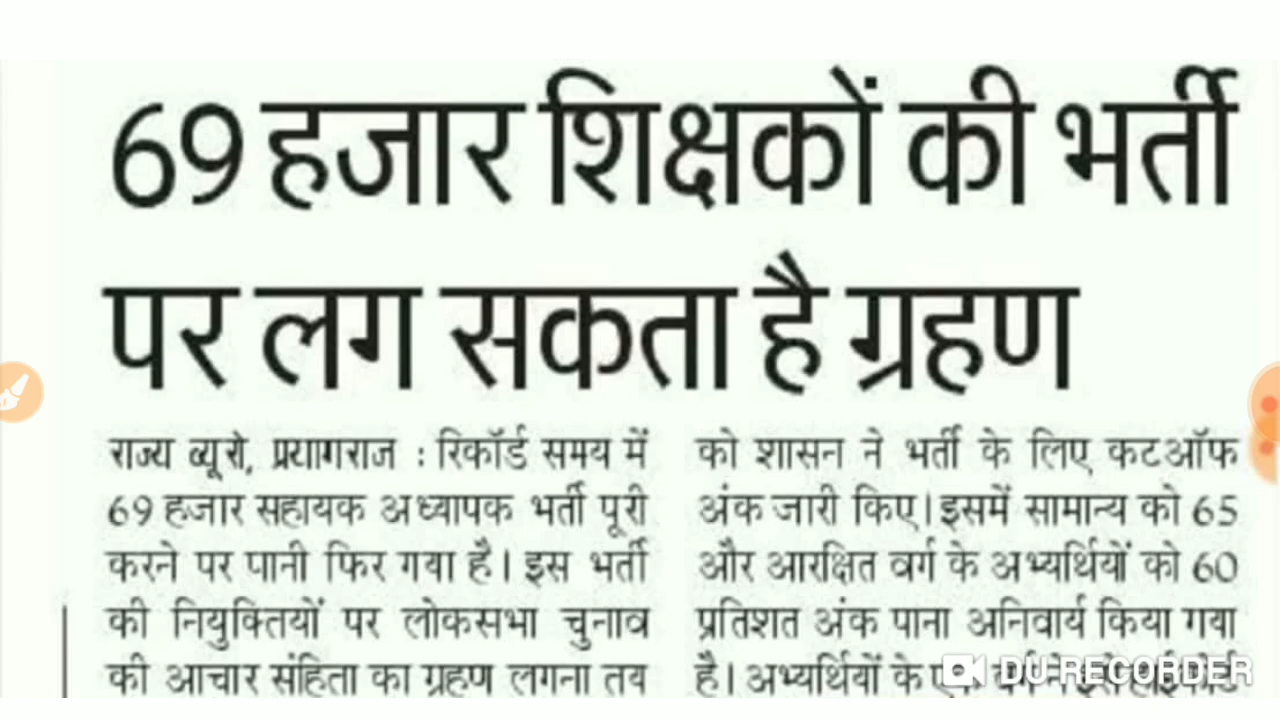 69 हजार शिक्षकों की भर्ती
पर लग सकता है ग्रहण
राज्य ब्यूरो, प्रयागराज : रिकॉर्ड समय में
69 हजार सहायक अध्यापक भर्ती पूरी
करने पर पानी फिर गया है। इस भर्ती
की नियुक्तियों पर लोकसभा चुनाव
की आचार संहिता का ग्रहण लगना तय
को शासन ने भर्ती के लिए कटऑफ
अंक जारी किए। इसमें सामान्य को 65
और आरक्षित वर्ग के अभ्यर्थियों को 60
प्रतिशत अंक पाना अनिवार्य किया गया
है। अभ्यर्थियों के
DU RECORDER